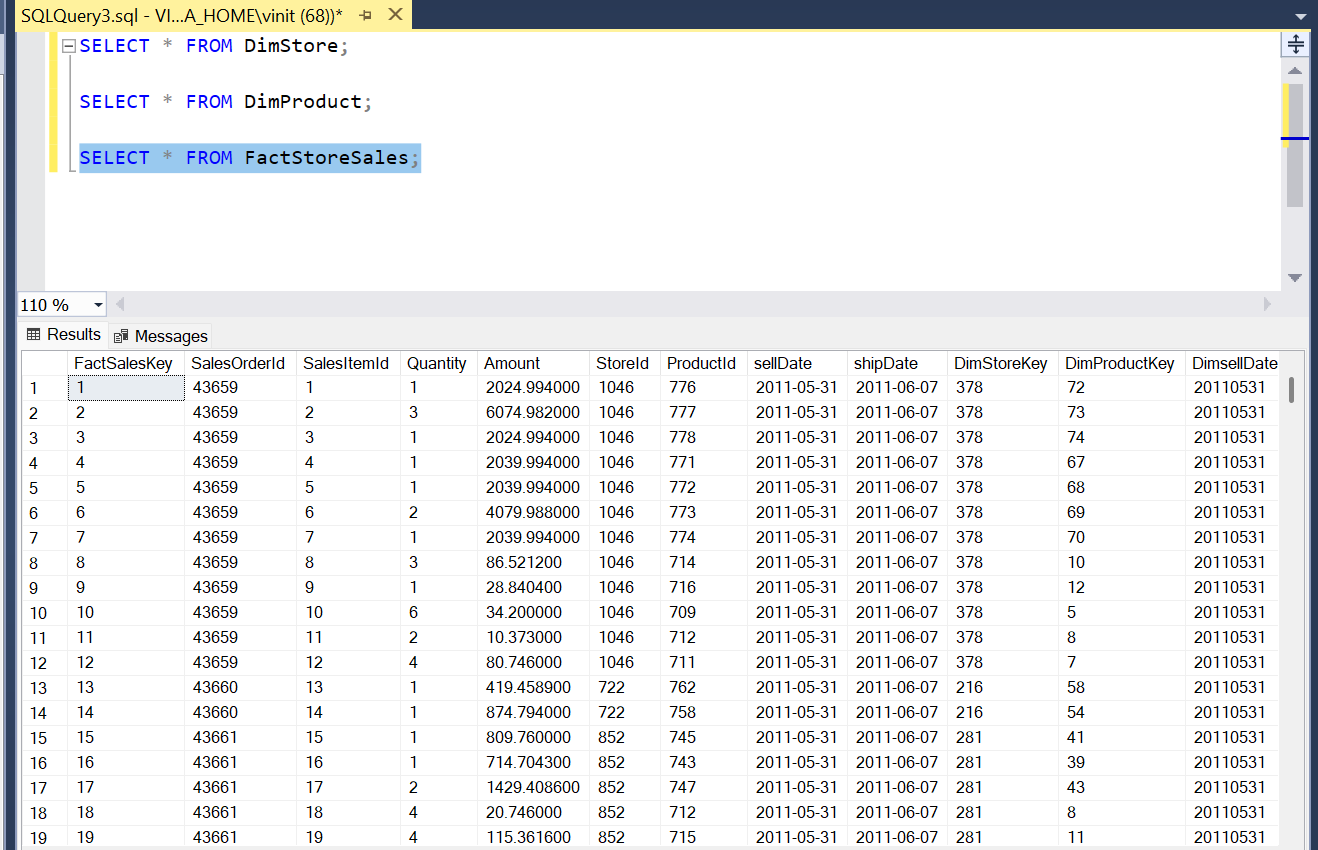 SQLQuery3.sql - VI...A_HOME\vinit (68))*
SELECT * FROM DimStore;
SELECT * FROM DimProduct;
SELECT * FROM FactStoreSales;
110 %
Results Messages
FactSalesKey SalesOrderId SalesItemId Quantity Amount StoreId ProductId sellDate shipDate DimStoreKey DimProductKey DimsellDate
1 1 43659 1 1 2024.994000 1046 776 2011-05-31 2011-06-07 378 72 20110531
2 2 43659 2 3 6074.982000 1046 777 2011-05-31 2011-06-07 378 73 20110531
3 3 43659 3 1 2024.994000 1046 778 2011-05-31 2011-06-07 378 74 20110531
4 4 43659 4 1 2039.994000 1046 771 2011-05-31 2011-06-07 378 67 20110531
5 5 43659 5 1 2039.994000 1046 772 2011-05-31 2011-06-07 378 68 20110531
6 6 43659 6 2 4079.988000 1046 773 2011-05-31 2011-06-07 378 69 20110531
7 7 43659 7 1 2039.994000 1046 774 2011-05-31 2011-06-07 378 70 20110531
8 8 43659 8 3 86.521200 1046 714 2011-05-31 2011-06-07 378 10 20110531
9 9 43659 9 1 28.840400 1046 716 2011-05-31 2011-06-07 378 12 20110531
10 10 43659 10 6 34.200000 1046 709 2011-05-31 2011-06-07 378 5 20110531
11 11 43659 11 2 10.373000 1046 712 2011-05-31 2011-06-07 378 8 20110531
12 12 43659 12 4 80.746000 1046 711 2011-05-31 2011-06-07 378 7 20110531
13 13 43660 13 1 419.458900 722 762 2011-05-31 2011-06-07 216 58 20110531
14 14 43660 14 1 874.794000 722 758 2011-05-31 2011-06-07 216 54 20110531
15 15 43661 15 1 809.760000 852 745 2011-05-31 2011-06-07 281 41 20110531
16 16 43661 16 1 714.704300 852 743 2011-05-31 2011-06-07 281 39 20110531
17 17 43661 17 2 1429.408600 852 747 2011-05-31 2011-06-07 281 43 20110531
18 18 43661 18 4 20.746000 852 712 2011-05-31 2011-06-07 281 8 20110531
19 19 43661 19 4 115.361600 852 715 2011-05-31 2011-06-07 281 11 20110531